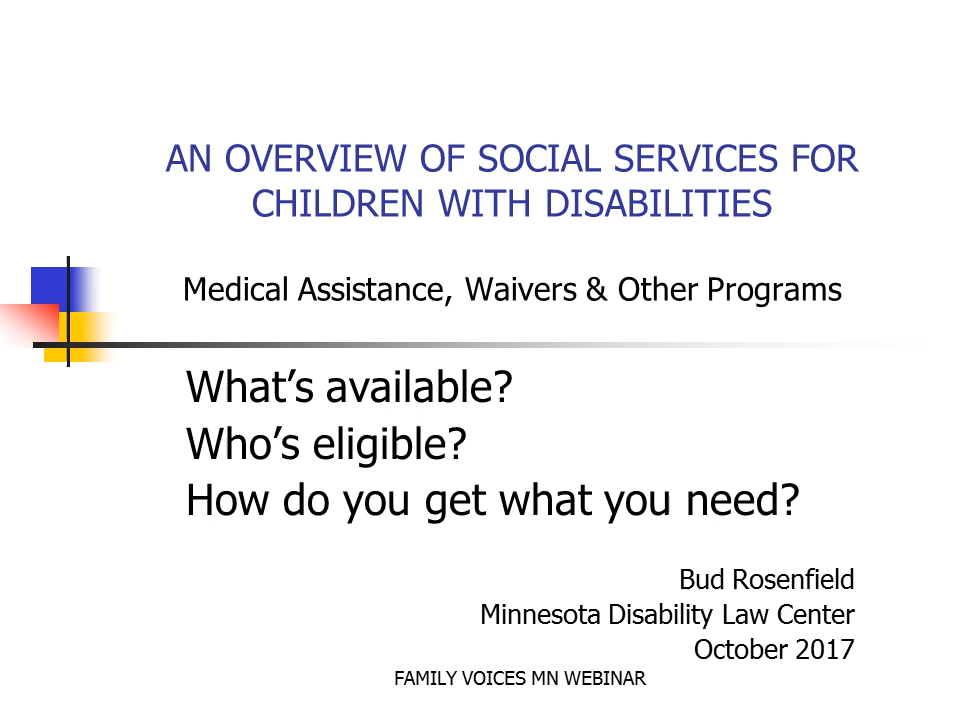 AN OVERVIEW OF SOCIAL SERVICES FOR
CHILDREN WITH DISABILITIES
Medical Assistance, Waivers & Other Programs
What’s available?
Who’s eligible?
How do you get what you need?
Bud Rosenfield
Minnesota Disability Law Center
October 2017
FAMILY VOICES MN WEBINAR